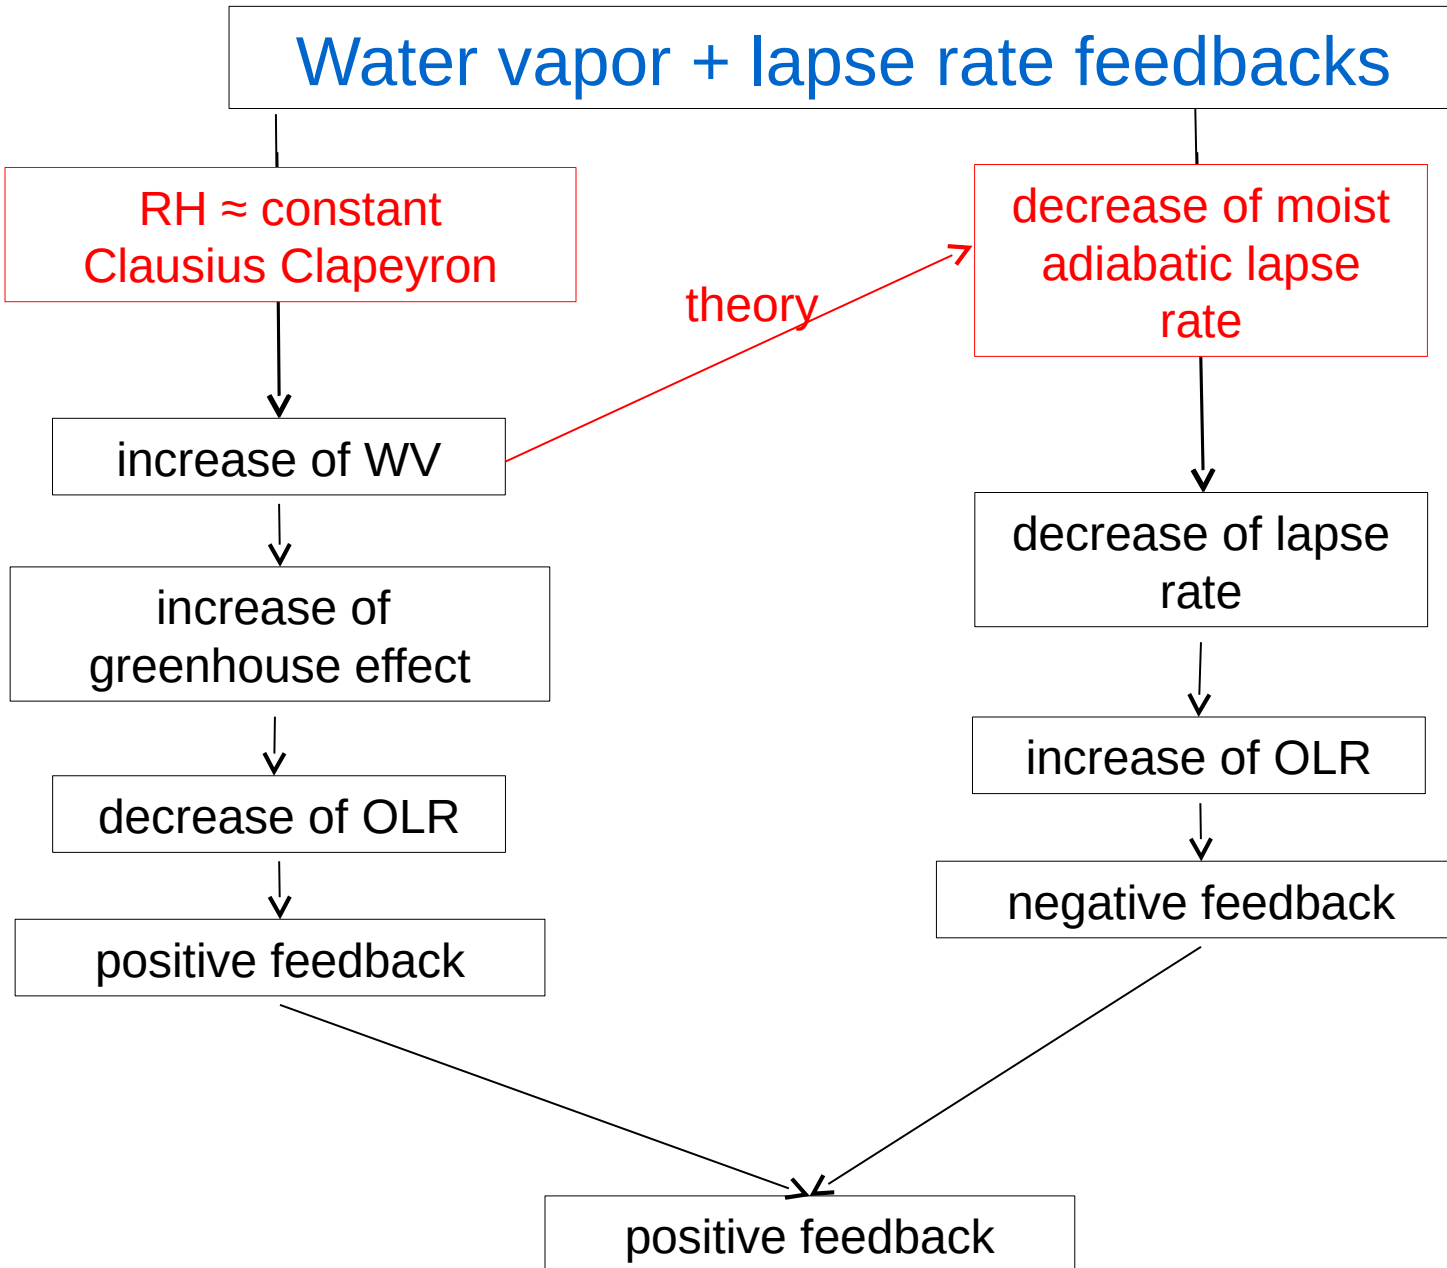 Water vapor + lapse rate feedbacks
RH ≈ constant
Clausius Clapeyron
theory
decrease of moist
adiabatic lapse
rate
increase of WV
decrease of lapse
rate
increase of
greenhouse effect
increase of OLR
decrease of OLR
negative feedback
positive feedback
positive feedback